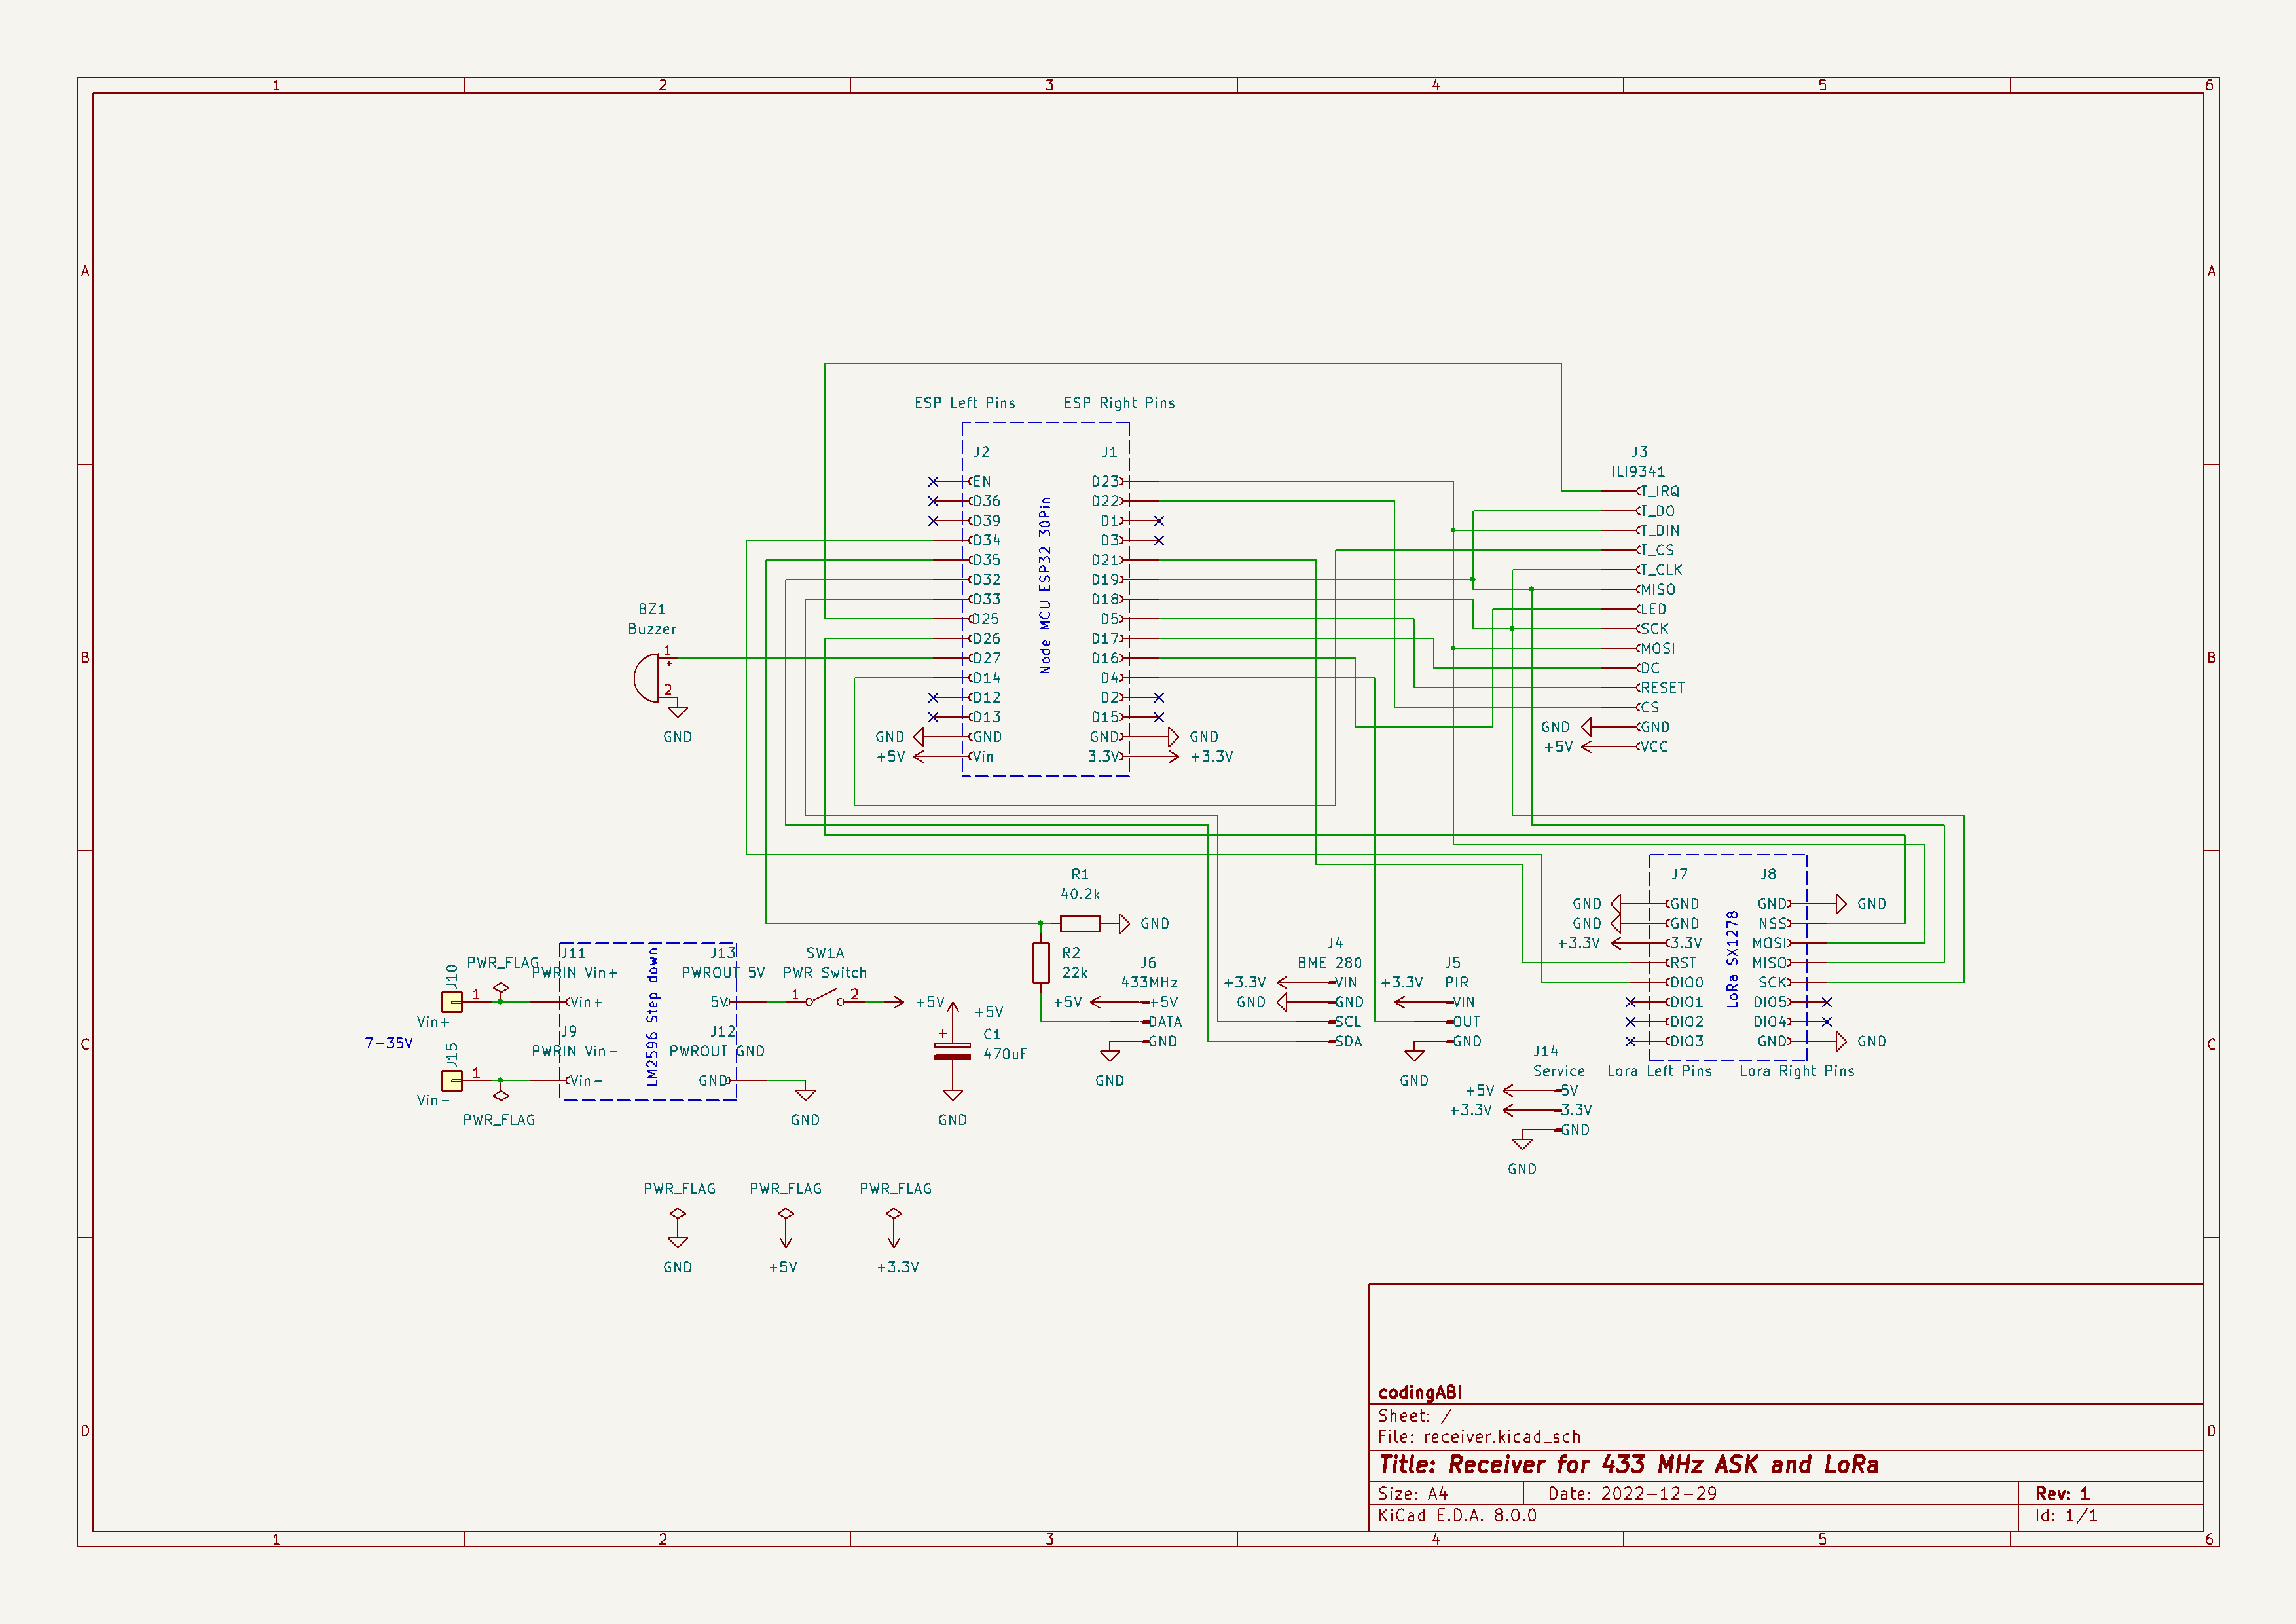 1 2 3 4 5 6
A A
B B
C C
D D
1 2 3 4 5 6
ESP Left Pins ESP Right Pins
J2 J1
Node MCU ESP32 30Pin
EN
D36
D39
D34
D35
D32
D33
D25
D26
D27
D14
D12
D13
GND GND
+5V Vin
D23
D22
D1
D3
D21
D19
D18
D5
D17
D16
D4
D2
D15
GND GND
3.3V +3.3V
J3
ILI9341
T_IRQ
T_DO
T_DIN
T_CS
T_CLK
MISO
LED
SCK
MOSI
DC
RESET
CS
GND GND
+5V VCC
BZ1
Buzzer
1
+
2
GND
R1
40.2k
GND
R2
22k
J10
PWR_FLAG
1
Vin+
7-35V
J15
1
Vin-
PWR_FLAG
J11
PWRIN Vin+
Vin+
J9
PWRIN Vin-
Vin-
LM2596 Step down
J13
PWROUT 5V
5V
J12
PWROUT GND
GND
GND
SW1A
PWR Switch
1 2
+5V
+5V
+
C1
470uF
GND
J6
433MHz
+5V +5V
DATA
GND
GND
J4
BME 280
+3.3V VIN
GND GND
SCL
SDA
J5
PIR
+3.3V
VIN
OUT
GND
GND
J14
Service
+5V 5V
+3.3V 3.3V
GND
GND
J7 J8
LoRa SX1278
GND GND
GND GND
+3.3V 3.3V
RST
DIO0
DIO1
DIO2
DIO3
GND GND
NSS
MOSI
MISO
SCK
DIO5
DIO4
GND GND
Lora Left Pins Lora Right Pins
PWR_FLAG PWR_FLAG PWR_FLAG
GND +5V +3.3V
codingABI
Sheet: /
File: receiver.kicad_sch
Title: Receiver for 433 MHz ASK and LoRa
Size: A4 Date: 2022-12-29 Rev: 1
KiCad E.D.A. 8.0.0 Id: 1/1